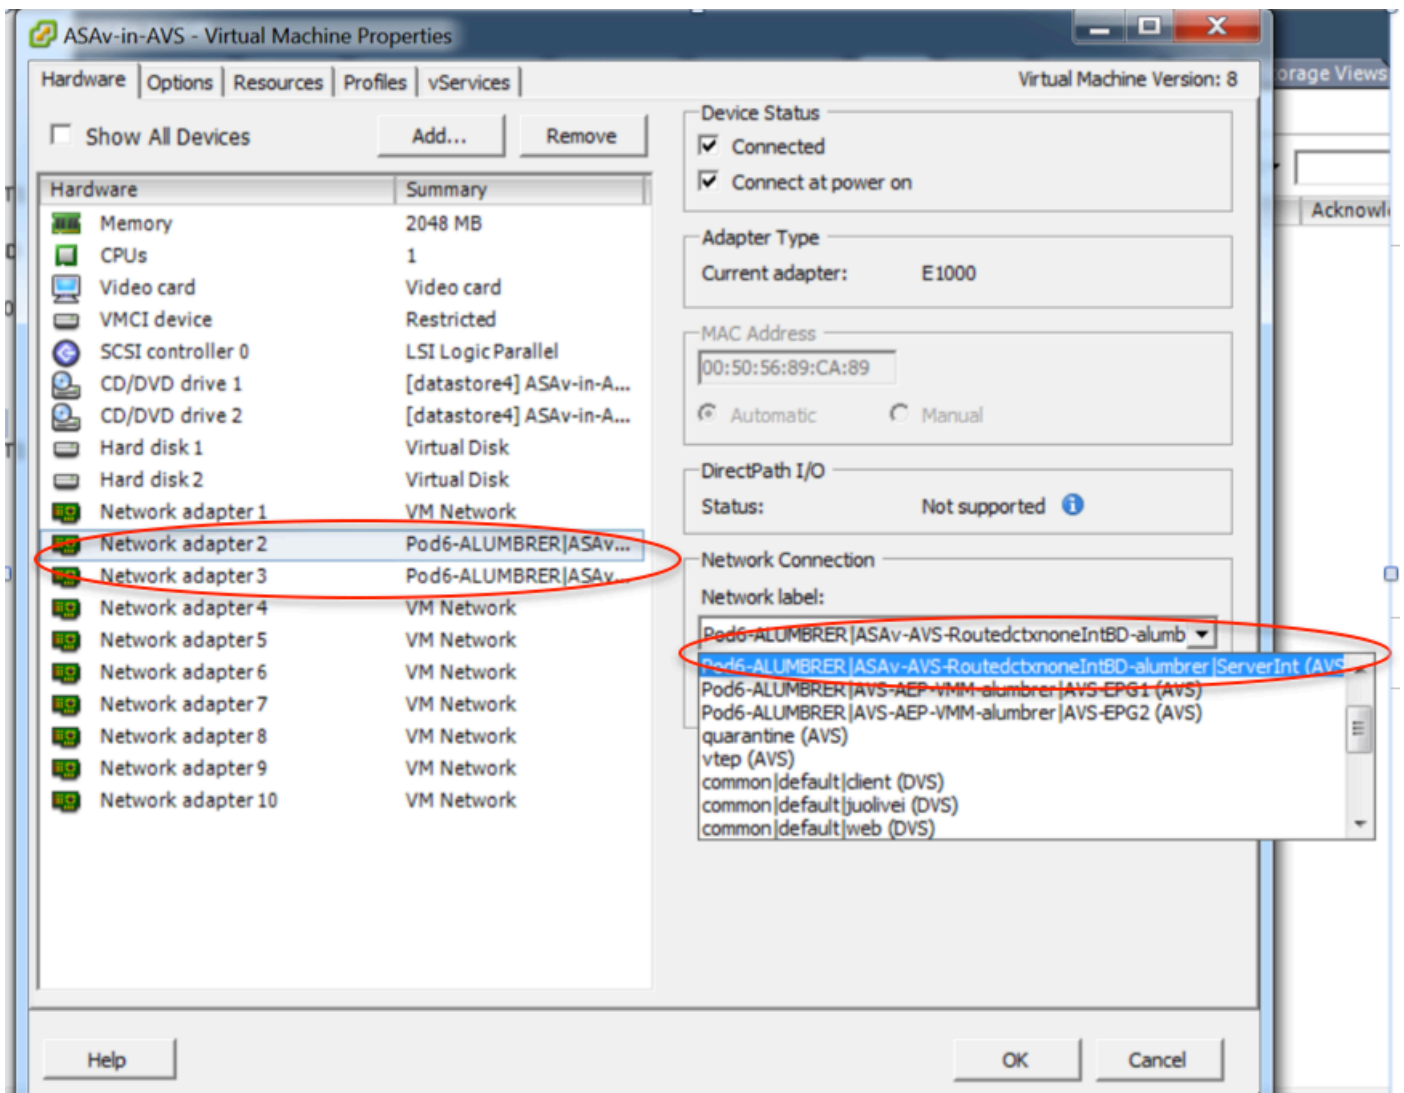 ASAv-in-AVS - Virtual Machine Properties
Hardware Options Resources Profiles vServices
Virtual Machine Version: 8
orage Views
Show All Devices
Add...
Remove
Hardware Summary
Memory 2048 MB
CPUs 1
Video card Video card
VMCI device Restricted
SCSI controller 0 LSI Logic Parallel
CD/DVD drive 1 [datastore4] ASAv-in-A...
CD/DVD drive 2 [datastore4] ASAv-in-A...
Hard disk 1 Virtual Disk
Hard disk 2 Virtual Disk
Network adapter 1 VM Network
Network adapter 2 Pod6-ALUMBRER|ASAv...
Network adapter 3 Pod6-ALUMBRER|ASAv...
Network adapter 4 VM Network
Network adapter 5 VM Network
Network adapter 6 VM Network
Network adapter 7 VM Network
Network adapter 8 VM Network
Network adapter 9 VM Network
Network adapter 10 VM Network
Device Status
Connected
Connect at power on
Acknowl
Adapter Type
Current adapter: E1000
MAC Address
00:50:56:89:CA:89
Automatic Manual
DirectPath I/O
Status: Not supported
Network Connection
Network label:
Pod6-ALUMBRER|ASAv-AVS-RoutedctxnoneIntBD-alumb
Pod6-ALUMBRER|ASAv-AVS-RoutedctxnoneIntBD-alumbrer|ServerInt (AVS
Pod6-ALUMBRER|AVS-AEP-VMM-alumbrer|AVS-EPG1 (AVS)
Pod6-ALUMBRER|AVS-AEP-VMM-alumbrer|AVS-EPG2 (AVS)
quarantine (AVS)
vtep (AVS)
common|default|client (DVS)
common|default|juolivei (DVS)
common|default|web (DVS)
Help
OK
Cancel